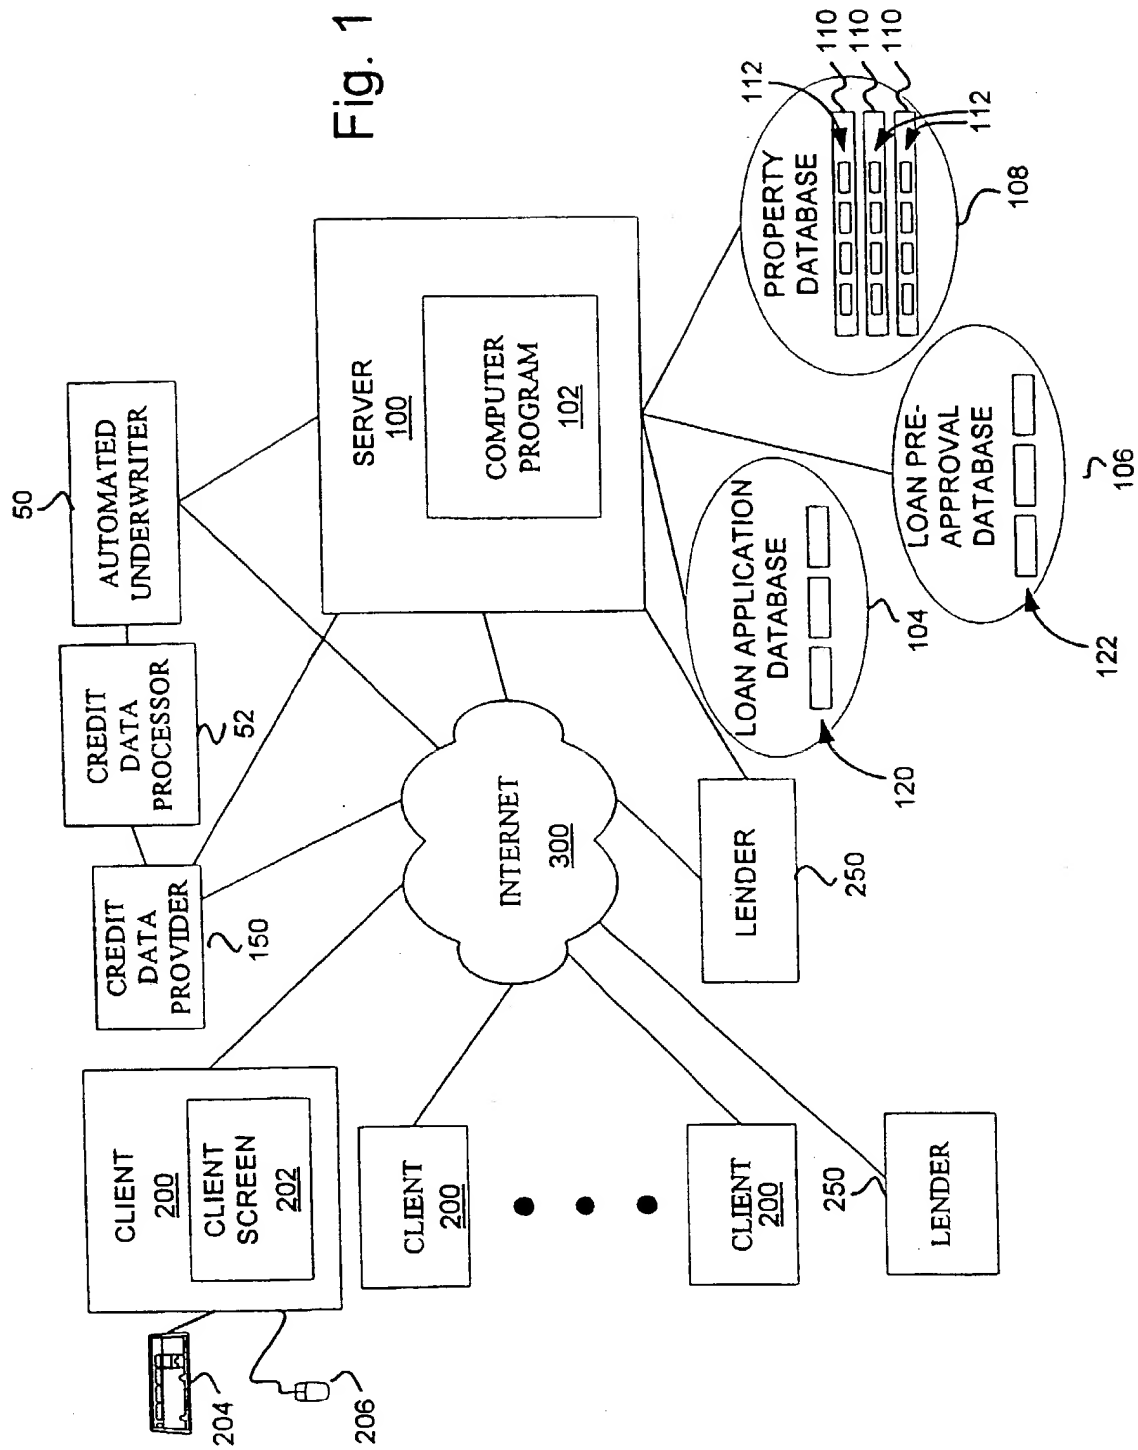 Fig. 1
50
AUTOMATED
UNDERWRITER
CREDIT
DATA
PROCESSOR
52
CREDIT
DATA
PROVIDER
150
CLIENT
200
CLIENT
SCREEN
202
204
206
CLIENT
200
CLIENT
200
250
LENDER
INTERNET
300
LENDER
250
SERVER
100
COMPUTER
PROGRAM
102
LOAN APPLICATION
DATABASE
104
120
LOAN PRE-
APPROVAL
DATABASE
106
122
PROPERTY
DATABASE
108
112
110
110
110
112